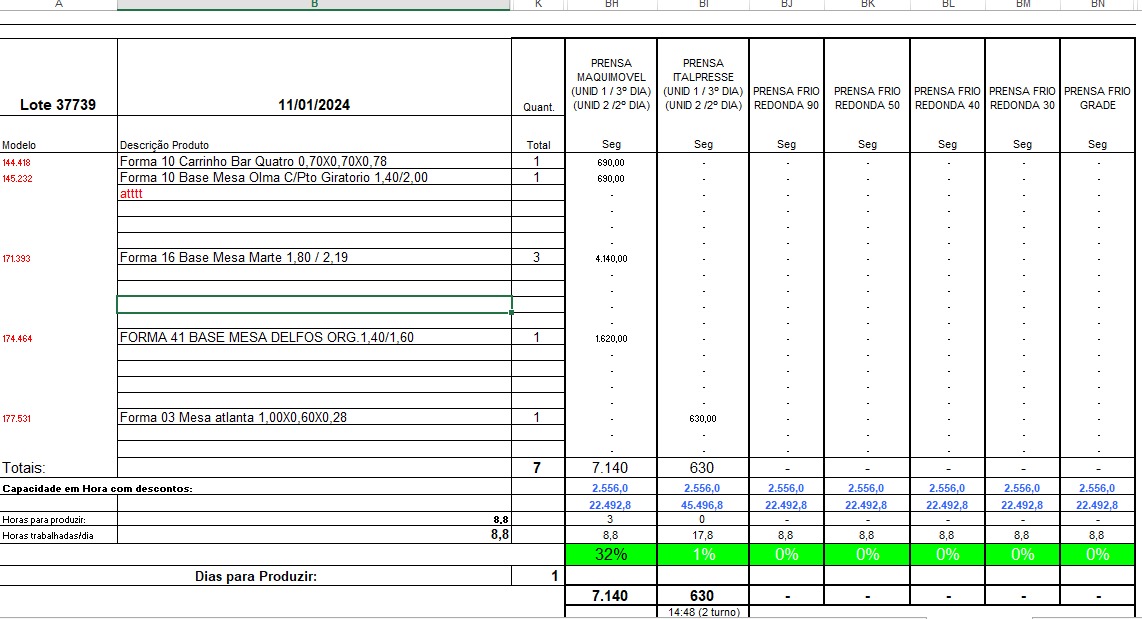 A B K BH BI BJ BK BL BM BN
PRENSA PRENSA
MAQUIMOVEL ITALPRESSE
(UNID 1 / 3º DIA) (UNID 1 / 3º DIA) PRENSA FRIO PRENSA FRIO PRENSA FRIO PRENSA FRIO PRENSA FRIO
Lote 37739 11/01/2024 Quant. (UNID 2 /2º DIA) (UNID 2 /2º DIA) REDONDA 90 REDONDA 50 REDONDA 40 REDONDA 30 GRADE
Modelo Descrição Produto Total Seg Seg Seg Seg Seg Seg Seg
144.418 Forma 10 Carrinho Bar Quatro 0,70X0,70X0,78 1 690,00 - - - - - -
145.232 Forma 10 Base Mesa Olma C/Pto Giratorio 1,40/2,00 1 690,00 - - - - - -
atttt - - - - - - -
- - - - - - -
- - - - - - -
- - - - - - -
171.393 Forma 16 Base Mesa Marte 1,80 / 2,19 3 4.140,00 - - - - - -
- - - - - - -
- - - - - - -
- - - - - - -
- - - - - - -
174.464 FORMA 41 BASE MESA DELFOS ORG.1,40/1,60 1 1.620,00 - - - - - -
- - - - - - -
- - - - - - -
- - - - - - -
- - - - - - -
177.531 Forma 03 Mesa atlanta 1,00X0,60X0,28 1 - 630,00 - - - - -
- - - - - - -
- - - - - - -
Totais: 7 7.140 630 - - - - -
Capacidade em Hora com descontos: 2.556,0 2.556,0 2.556,0 2.556,0 2.556,0 2.556,0 2.556,0
22.492,8 45.496,8 22.492,8 22.492,8 22.492,8 22.492,8 22.492,8
Horas para produzir: 8,8 3 0 - - - - -
Horas trabalhadas/dia 8,8 8,8 17,8 8,8 8,8 8,8 8,8 8,8
32% 1% 0% 0% 0% 0% 0%
Dias para Produzir: 1
7.140 630 - - - - -
14:48 (2 turno)